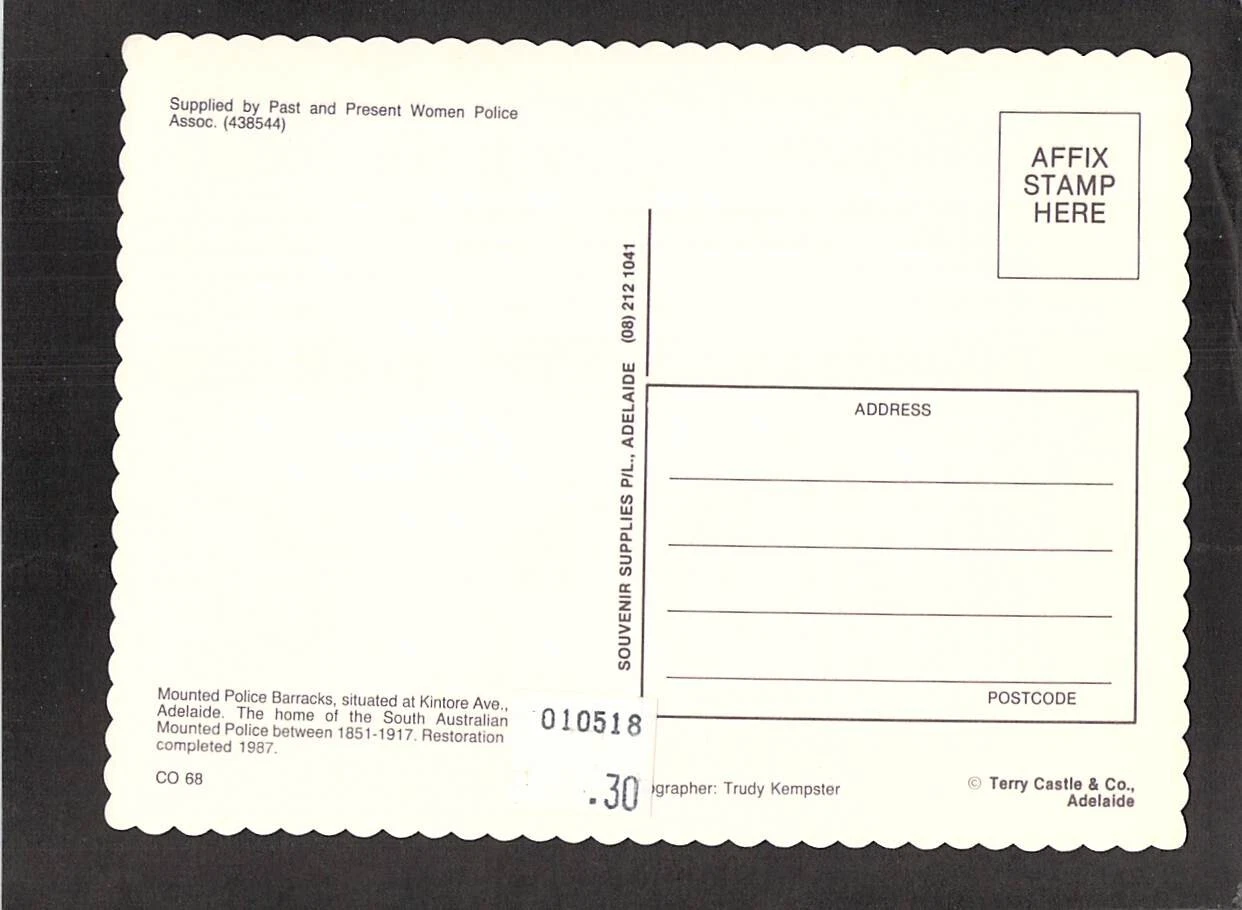 Supplied by Past and Present Women Police
Assoc. (438544)
AFFIX
STAMP
HERE
SOUVENIR SUPPLIES P/L., ADELAIDE (08) 212 1041
ADDRESS
POSTCODE
Mounted Police Barracks, situated at Kintore Ave.,
Adelaide. The home of the South Australian
Mounted Police between 1851-1917. Restoration
completed 1987.
CO 68
010518
.30
ographer: Trudy Kempster
© Terry Castle & Co.,
Adelaide